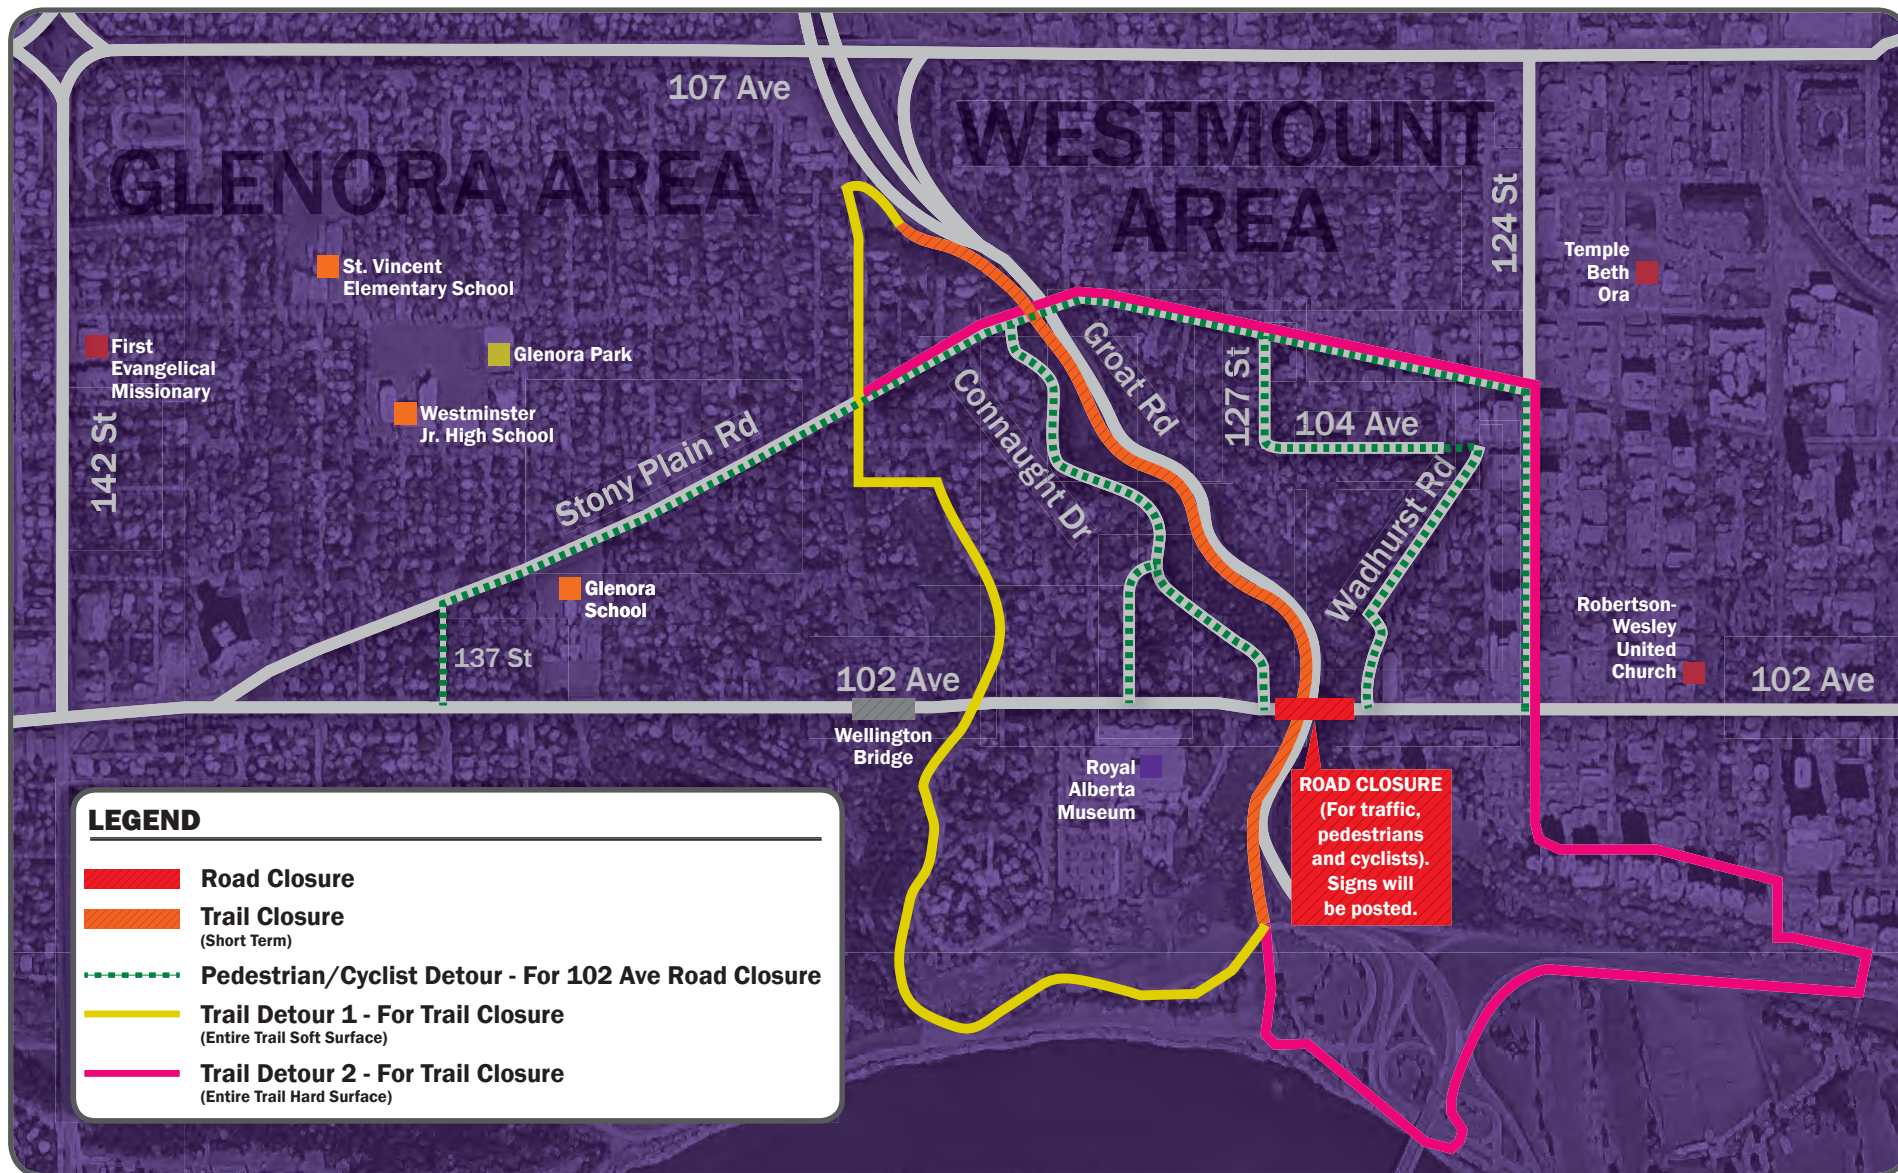 107 Ave
WESTMOUNT
AREA
GLENORA AREA
124 St
Temple
Beth
Ora
St. Vincent
Elementary School
First
Evangelical
Missionary
Glenora Park
Westminster
Jr. High School
142 St
Stony Plain Rd
Groat Rd
Connaught Dr
127 St
104 Ave
Wadhurst Rd
Glenora
School
137 St
Robertson-
Wesley
United
Church
102 Ave
102 Ave
Wellington
Bridge
Royal
Alberta
Museum
ROAD CLOSURE
(For traffic,
pedestrians
and cyclists).
Signs will
be posted.
LEGEND
Road Closure
Trail Closure
(Short Term)
Pedestrian/Cyclist Detour - For 102 Ave Road Closure
Trail Detour 1 - For Trail Closure
(Entire Trail Soft Surface)
Trail Detour 2 - For Trail Closure
(Entire Trail Hard Surface)